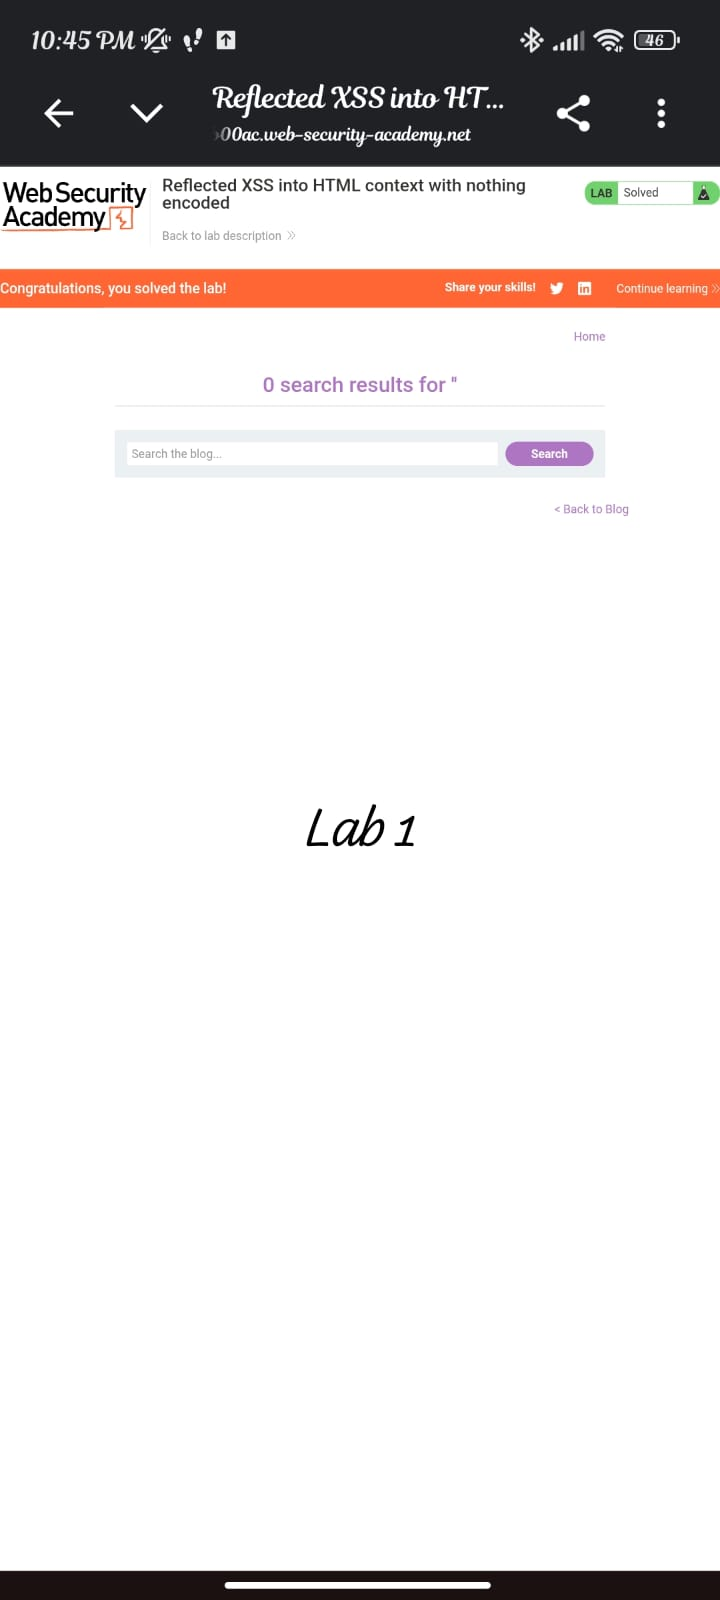 10:45 PM 46
Reflected XSS into HT...
00ac.web-security-academy.net
Web Security
Academy
Reflected XSS into HTML context with nothing
encoded
Back to lab description >>
LAB Solved
Congratulations, you solved the lab! Share your skills! in Continue learning >>
Home
0 search results for ''
Search the blog... Search
< Back to Blog
Lab 1